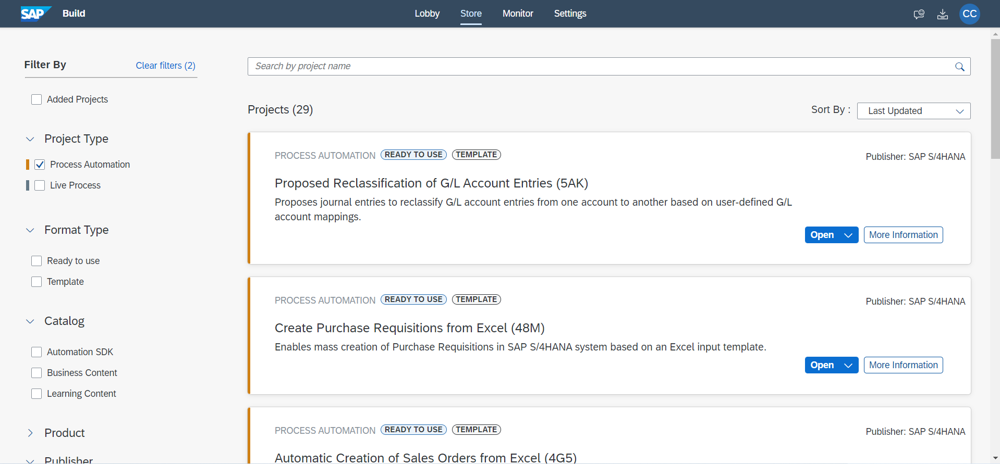 SAP Build
Lobby Store Monitor Settings
CC
Filter By
Clear filters (2)
Added Projects
Project Type
Process Automation
Live Process
Format Type
Ready to use
Template
Catalog
Automation SDK
Business Content
Learning Content
Product
Publisher
Search by project name
Projects (29)
Sort By : Last Updated
PROCESS AUTOMATION READY TO USE TEMPLATE
Publisher: SAP S/4HANA
Proposed Reclassification of G/L Account Entries (5AK)
Proposes journal entries to reclassify G/L account entries from one account to another based on user-defined G/L
account mappings.
Open More Information
PROCESS AUTOMATION READY TO USE TEMPLATE
Publisher: SAP S/4HANA
Create Purchase Requisitions from Excel (48M)
Enables mass creation of Purchase Requisitions in SAP S/4HANA system based on an Excel input template.
Open More Information
PROCESS AUTOMATION READY TO USE TEMPLATE
Publisher: SAP S/4HANA
Automatic Creation of Sales Orders from Excel (4G5)